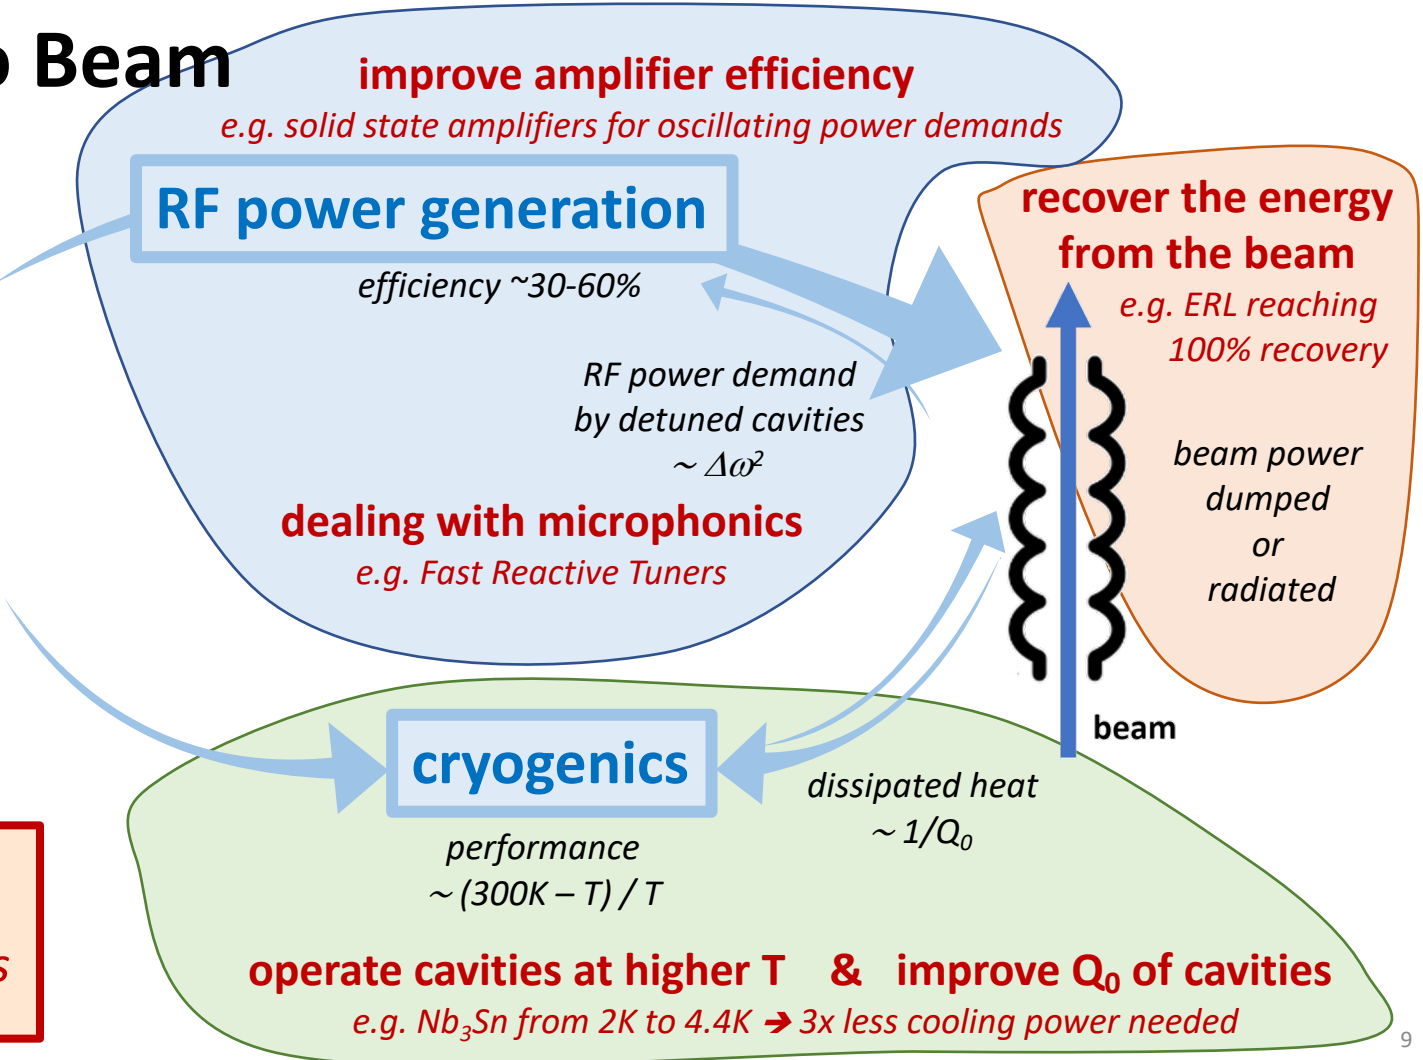 Beam
improve amplifier efficiency
e.g. solid state amplifiers for oscillating power demands
RF power generation
efficiency ~30-60%
RF power demand
by detuned cavities
~ Δω²
dealing with microphonics
e.g. Fast Reactive Tuners
recover the energy
from the beam
e.g. ERL reaching
100% recovery
beam power
dumped
or
radiated
beam
cryogenics
performance
~ (300K – T) / T
dissipated heat
~ 1/Q₀
operate cavities at higher T & improve Q₀ of cavities
e.g. Nb₃Sn from 2K to 4.4K 🡺 3x less cooling power needed
9